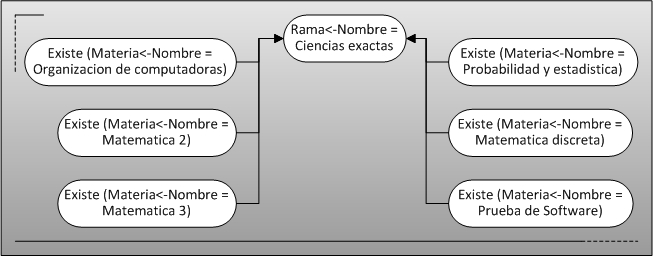 Rama<-Nombre =
Ciencias exactas
Existe (Materia<-Nombre =
Organizacion de computadoras)
Existe (Materia<-Nombre =
Matematica 2)
Existe (Materia<-Nombre =
Matematica 3)
Existe (Materia<-Nombre =
Probabilidad y estadistica)
Existe (Materia<-Nombre =
Matematica discreta)
Existe (Materia<-Nombre =
Prueba de Software)